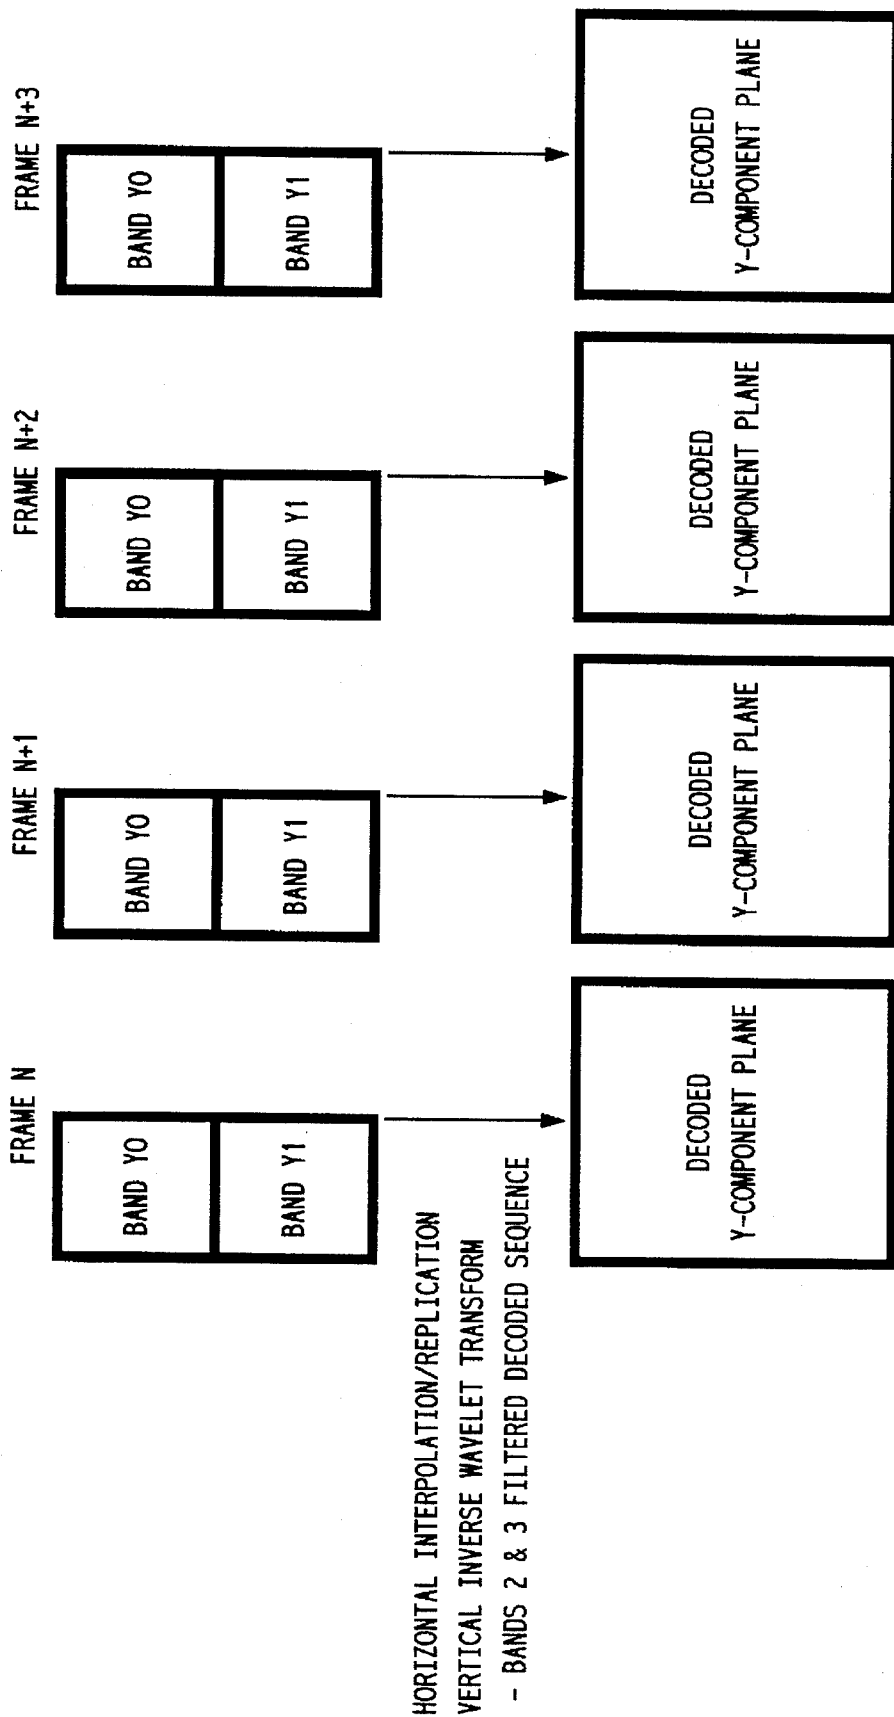 FRAME N
FRAME N+1
FRAME N+2
FRAME N+3
BAND Y0
BAND Y0
BAND Y0
BAND Y0
BAND Y1
BAND Y1
BAND Y1
BAND Y1
HORIZONTAL INTERPOLATION/REPLICATION
VERTICAL INVERSE WAVELET TRANSFORM
- BANDS 2 & 3 FILTERED DECODED SEQUENCE
DECODED
Y-COMPONENT PLANE
DECODED
Y-COMPONENT PLANE
DECODED
Y-COMPONENT PLANE
DECODED
Y-COMPONENT PLANE